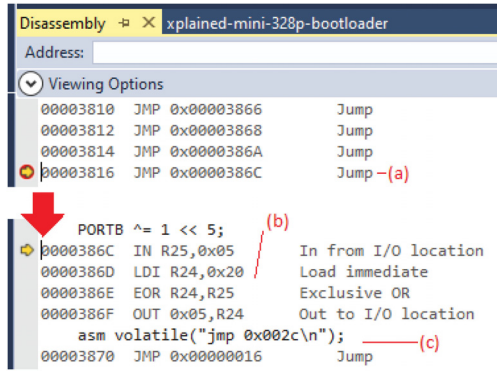 Disassembly xplained-mini-328p-bootloader
Address:
Viewing Options
00003810 JMP 0x00003866 Jump
00003812 JMP 0x00003868 Jump
00003814 JMP 0x0000386A Jump
00003816 JMP 0x0000386C Jump (a)
PORTB ^= 1 << 5; (b)
0000386C IN R25,0x05 In from I/O location
0000386D LDI R24,0x20 Load immediate
0000386E EOR R24,R25 Exclusive OR
0000386F OUT 0x05,R24 Out to I/O location
asm volatile("jmp 0x002c\n"); (c)
00003870 JMP 0x00000016 Jump